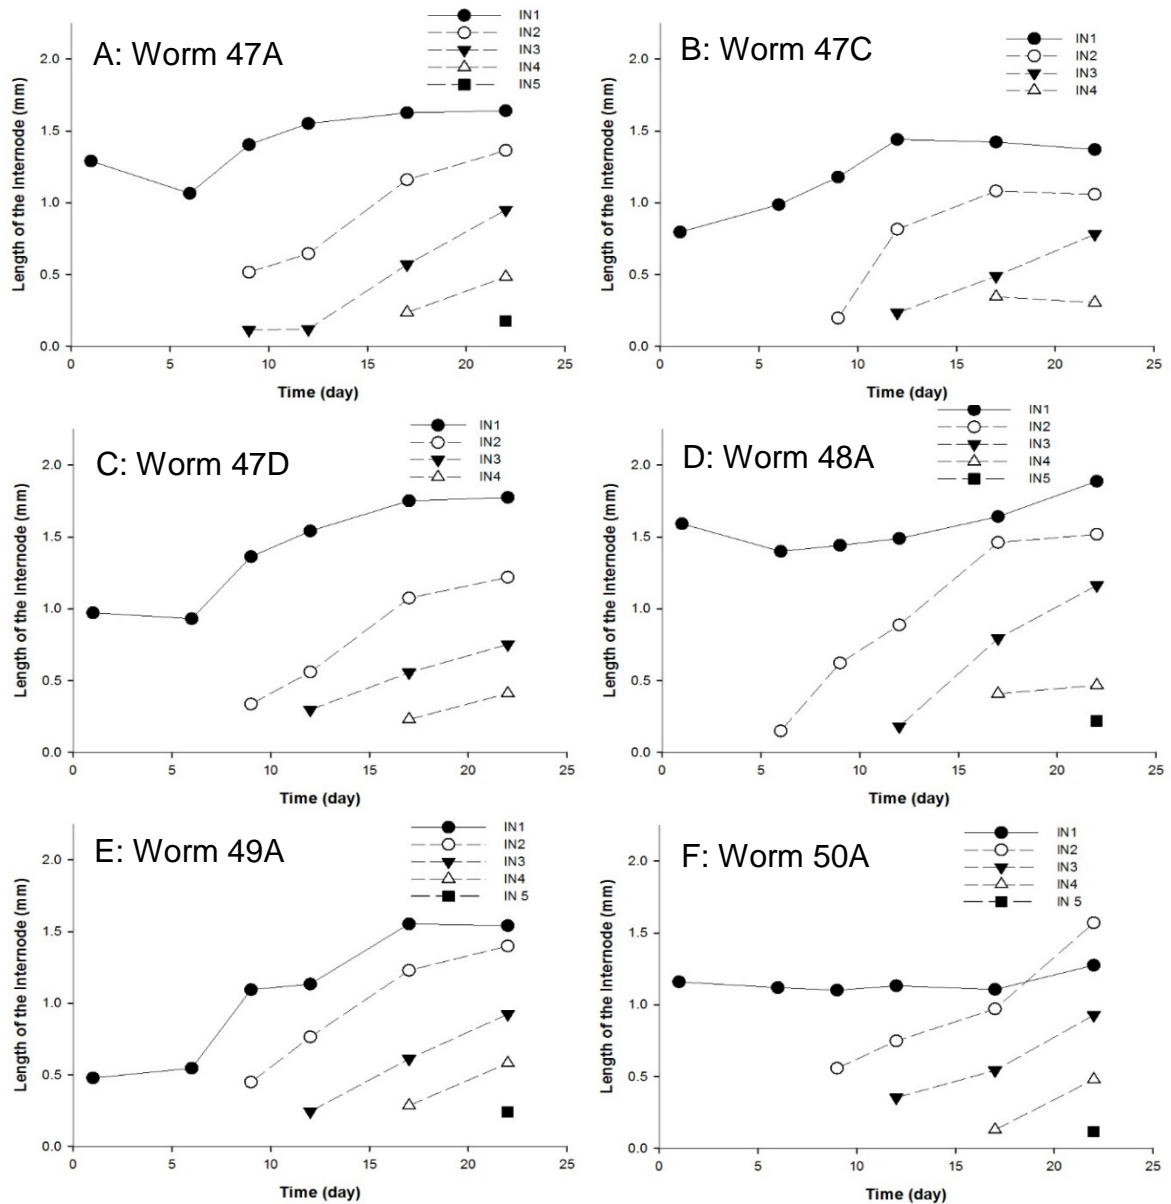 A: Worm 47A
IN1
IN2
IN3
IN4
IN5
Length of the Internode (mm)
2.0
1.5
1.0
0.5
0.0
0 5 10 15 20 25
Time (day)
B: Worm 47C
IN1
IN2
IN3
IN4
Length of the Internode (mm)
2.0
1.5
1.0
0.5
0.0
0 5 10 15 20 25
Time (day)
C: Worm 47D
IN1
IN2
IN3
IN4
Length of the Internode (mm)
2.0
1.5
1.0
0.5
0.0
0 5 10 15 20 25
Time (day)
D: Worm 48A
IN1
IN2
IN3
IN4
IN5
Length of the Internode (mm)
2.0
1.5
1.0
0.5
0.0
0 5 10 15 20 25
Time (day)
E: Worm 49A
IN1
IN2
IN3
IN4
IN 5
Length of the Internode (mm)
2.0
1.5
1.0
0.5
0.0
0 5 10 15 20 25
Time (day)
F: Worm 50A
IN1
IN2
IN3
IN4
IN 5
Length of the Internode (mm)
2.0
1.5
1.0
0.5
0.0
0 5 10 15 20 25
Time (day)